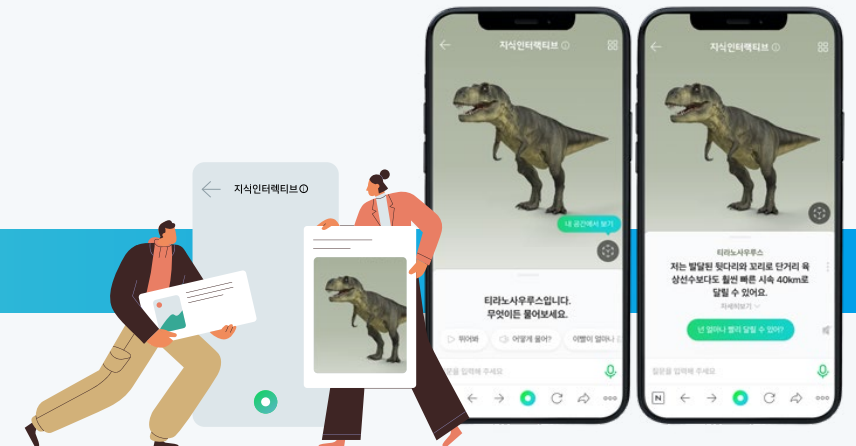 지식인터렉티브
지식인터렉티브
내 공간에서 보기
티라노사우루스입니다.
무엇이든 물어보세요.
뛰어봐
어떻게 울어?
이빨이 얼마나
문을 입력해 주세요
지식인터렉티브
티라노사우루스
저는 발달된 뒷다리와 꼬리로 단거리 육
상선수보다도 훨씬 빠른 시속 40km로
달릴 수 있어요.
자세히보기
넌 얼마나 빨리 달릴 수 있어?
질문을 입력해 주세요
N